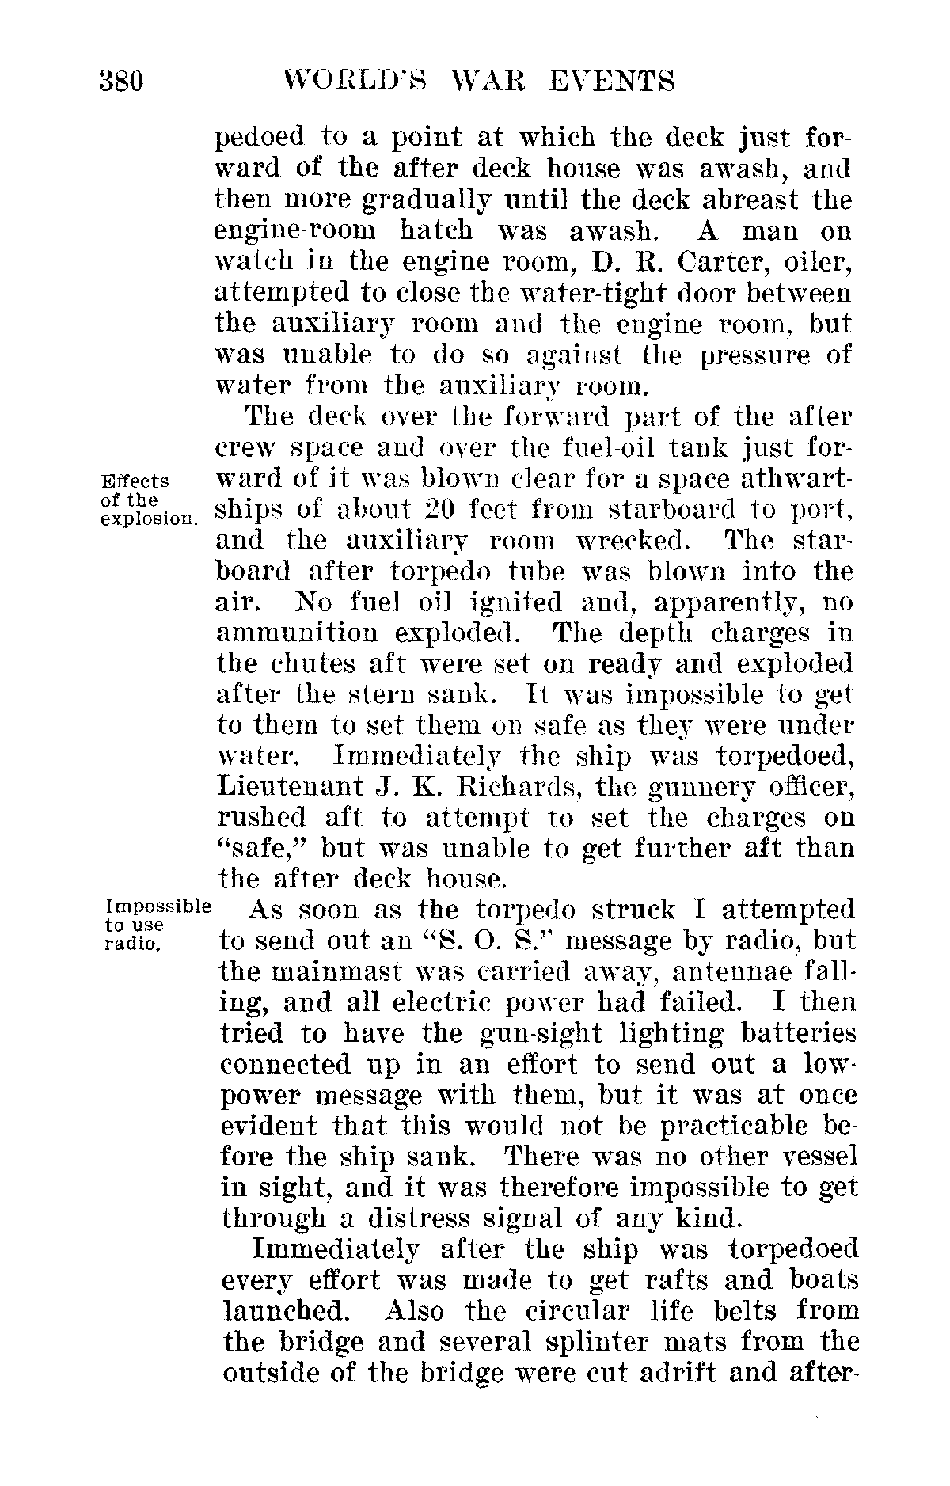 380 WORLD'S WAR EVENTS
pedoed to a point at which the deck just for-
ward of the after deck house was awash, and
then more gradually until the deck abreast the
engine-room hatch was awash. A man on
watch in the engine room, D. R. Carter, oiler,
attempted to close the water-tight door between
the auxiliary room and the engine room, but
was unable to do so against the pressure of
water from the auxiliary room.
The deck over the forward part of the after
crew space and over the fuel-oil tank just for-
Effects
of the
explosion.
ward of it was blown clear for a space athwart-
ships of about 20 feet from starboard to port,
and the auxiliary room wrecked. The star-
board after torpedo tube was blown into the
air. No fuel oil ignited and, apparently, no
ammunition exploded. The depth charges in
the chutes aft were set on ready and exploded
after the stern sank. It was impossible to get
to them to set them on safe as they were under
water. Immediately the ship was torpedoed,
Lieutenant J. K. Richards, the gunnery officer,
rushed aft to attempt to set the charges on
"safe," but was unable to get further aft than
the after deck house.
Impossible
to use
radio.
As soon as the torpedo struck I attempted
to send out an "S. O. S." message by radio, but
the mainmast was carried away, antennae fall-
ing, and all electric power had failed. I then
tried to have the gun-sight lighting batteries
connected up in an effort to send out a low-
power message with them, but it was at once
evident that this would not be practicable be-
fore the ship sank. There was no other vessel
in sight, and it was therefore impossible to get
through a distress signal of any kind.
Immediately after the ship was torpedoed
every effort was made to get rafts and boats
launched. Also the circular life belts from
the bridge and several splinter mats from the
outside of the bridge were cut adrift and after-